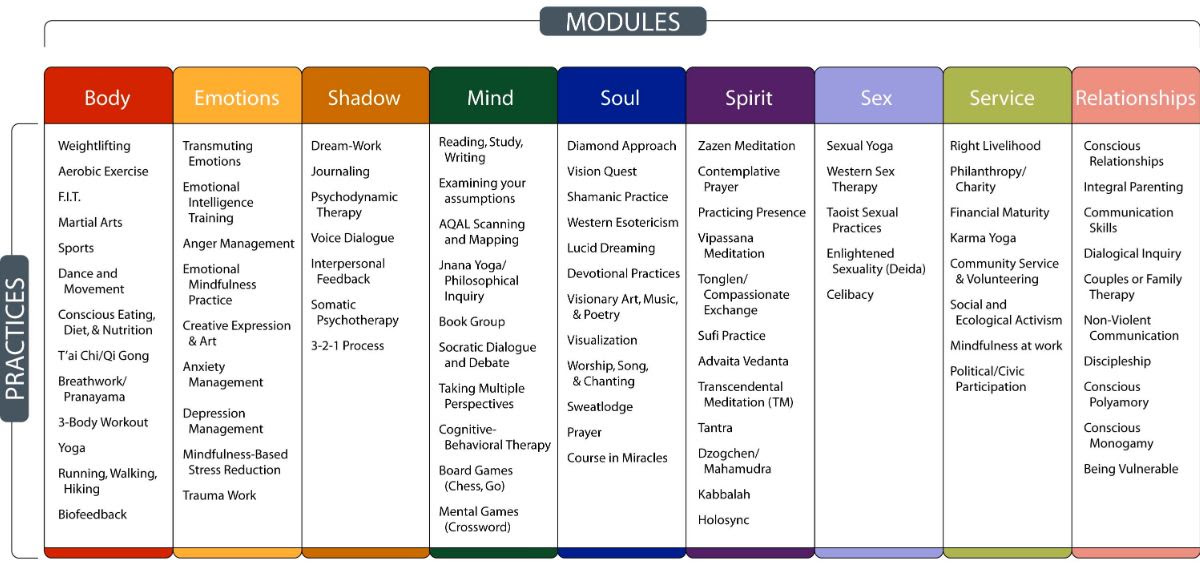 MODULES
PRACTICES
Body
Weightlifting
Aerobic Exercise
F.I.T.
Martial Arts
Sports
Dance and
Movement
Conscious Eating,
Diet, & Nutrition
T'ai Chi/Qi Gong
Breathwork/
Pranayama
3-Body Workout
Yoga
Running, Walking,
Hiking
Biofeedback
Emotions
Transmuting
Emotions
Emotional
Intelligence
Training
Anger Management
Emotional
Mindfulness
Practice
Creative Expression
& Art
Anxiety
Management
Depression
Management
Mindfulness-Based
Stress Reduction
Trauma Work
Shadow
Dream-Work
Journaling
Psychodynamic
Therapy
Voice Dialogue
Interpersonal
Feedback
Somatic
Psychotherapy
3-2-1 Process
Mind
Reading, Study,
Writing
Examining your
assumptions
AQAL Scanning
and Mapping
Jnana Yoga/
Philosophical
Inquiry
Book Group
Socratic Dialogue
and Debate
Taking Multiple
Perspectives
Cognitive-
Behavioral Therapy
Board Games
(Chess, Go)
Mental Games
(Crossword)
Soul
Diamond Approach
Vision Quest
Shamanic Practice
Western Esotericism
Lucid Dreaming
Devotional Practices
Visionary Art, Music,
& Poetry
Visualization
Worship, Song,
& Chanting
Sweatlodge
Prayer
Course in Miracles
Spirit
Zazen Meditation
Contemplative
Prayer
Practicing Presence
Vipassana
Meditation
Tonglen/
Compassionate
Exchange
Sufi Practice
Advaita Vedanta
Transcendental
Meditation (TM)
Tantra
Dzogchen/
Mahamudra
Kabbalah
Holosync
Sex
Sexual Yoga
Western Sex
Therapy
Taoist Sexual
Practices
Enlightened
Sexuality (Deida)
Celibacy
Service
Right Livelihood
Philanthropy/
Charity
Financial Maturity
Karma Yoga
Community Service
& Volunteering
Social and
Ecological Activism
Mindfulness at work
Political/Civic
Participation
Relationships
Conscious
Relationships
Integral Parenting
Communication
Skills
Dialogical Inquiry
Couples or Family
Therapy
Non-Violent
Communication
Discipleship
Conscious
Polyamory
Conscious
Monogamy
Being Vulnerable